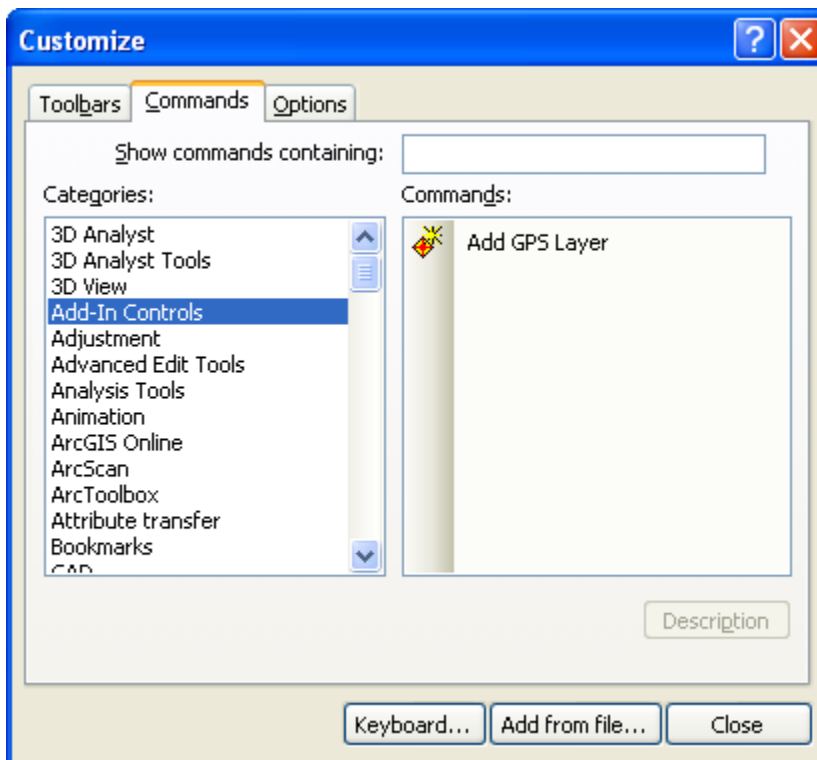 Customize
Toolbars Commands Options
Show commands containing:
Categories: Commands:
3D Analyst
3D Analyst Tools
3D View
Add-In Controls
Adjustment
Advanced Edit Tools
Analysis Tools
Animation
ArcGIS Online
ArcScan
ArcToolbox
Attribute transfer
Bookmarks
CAD
Add GPS Layer
Description
Keyboard... Add from file... Close